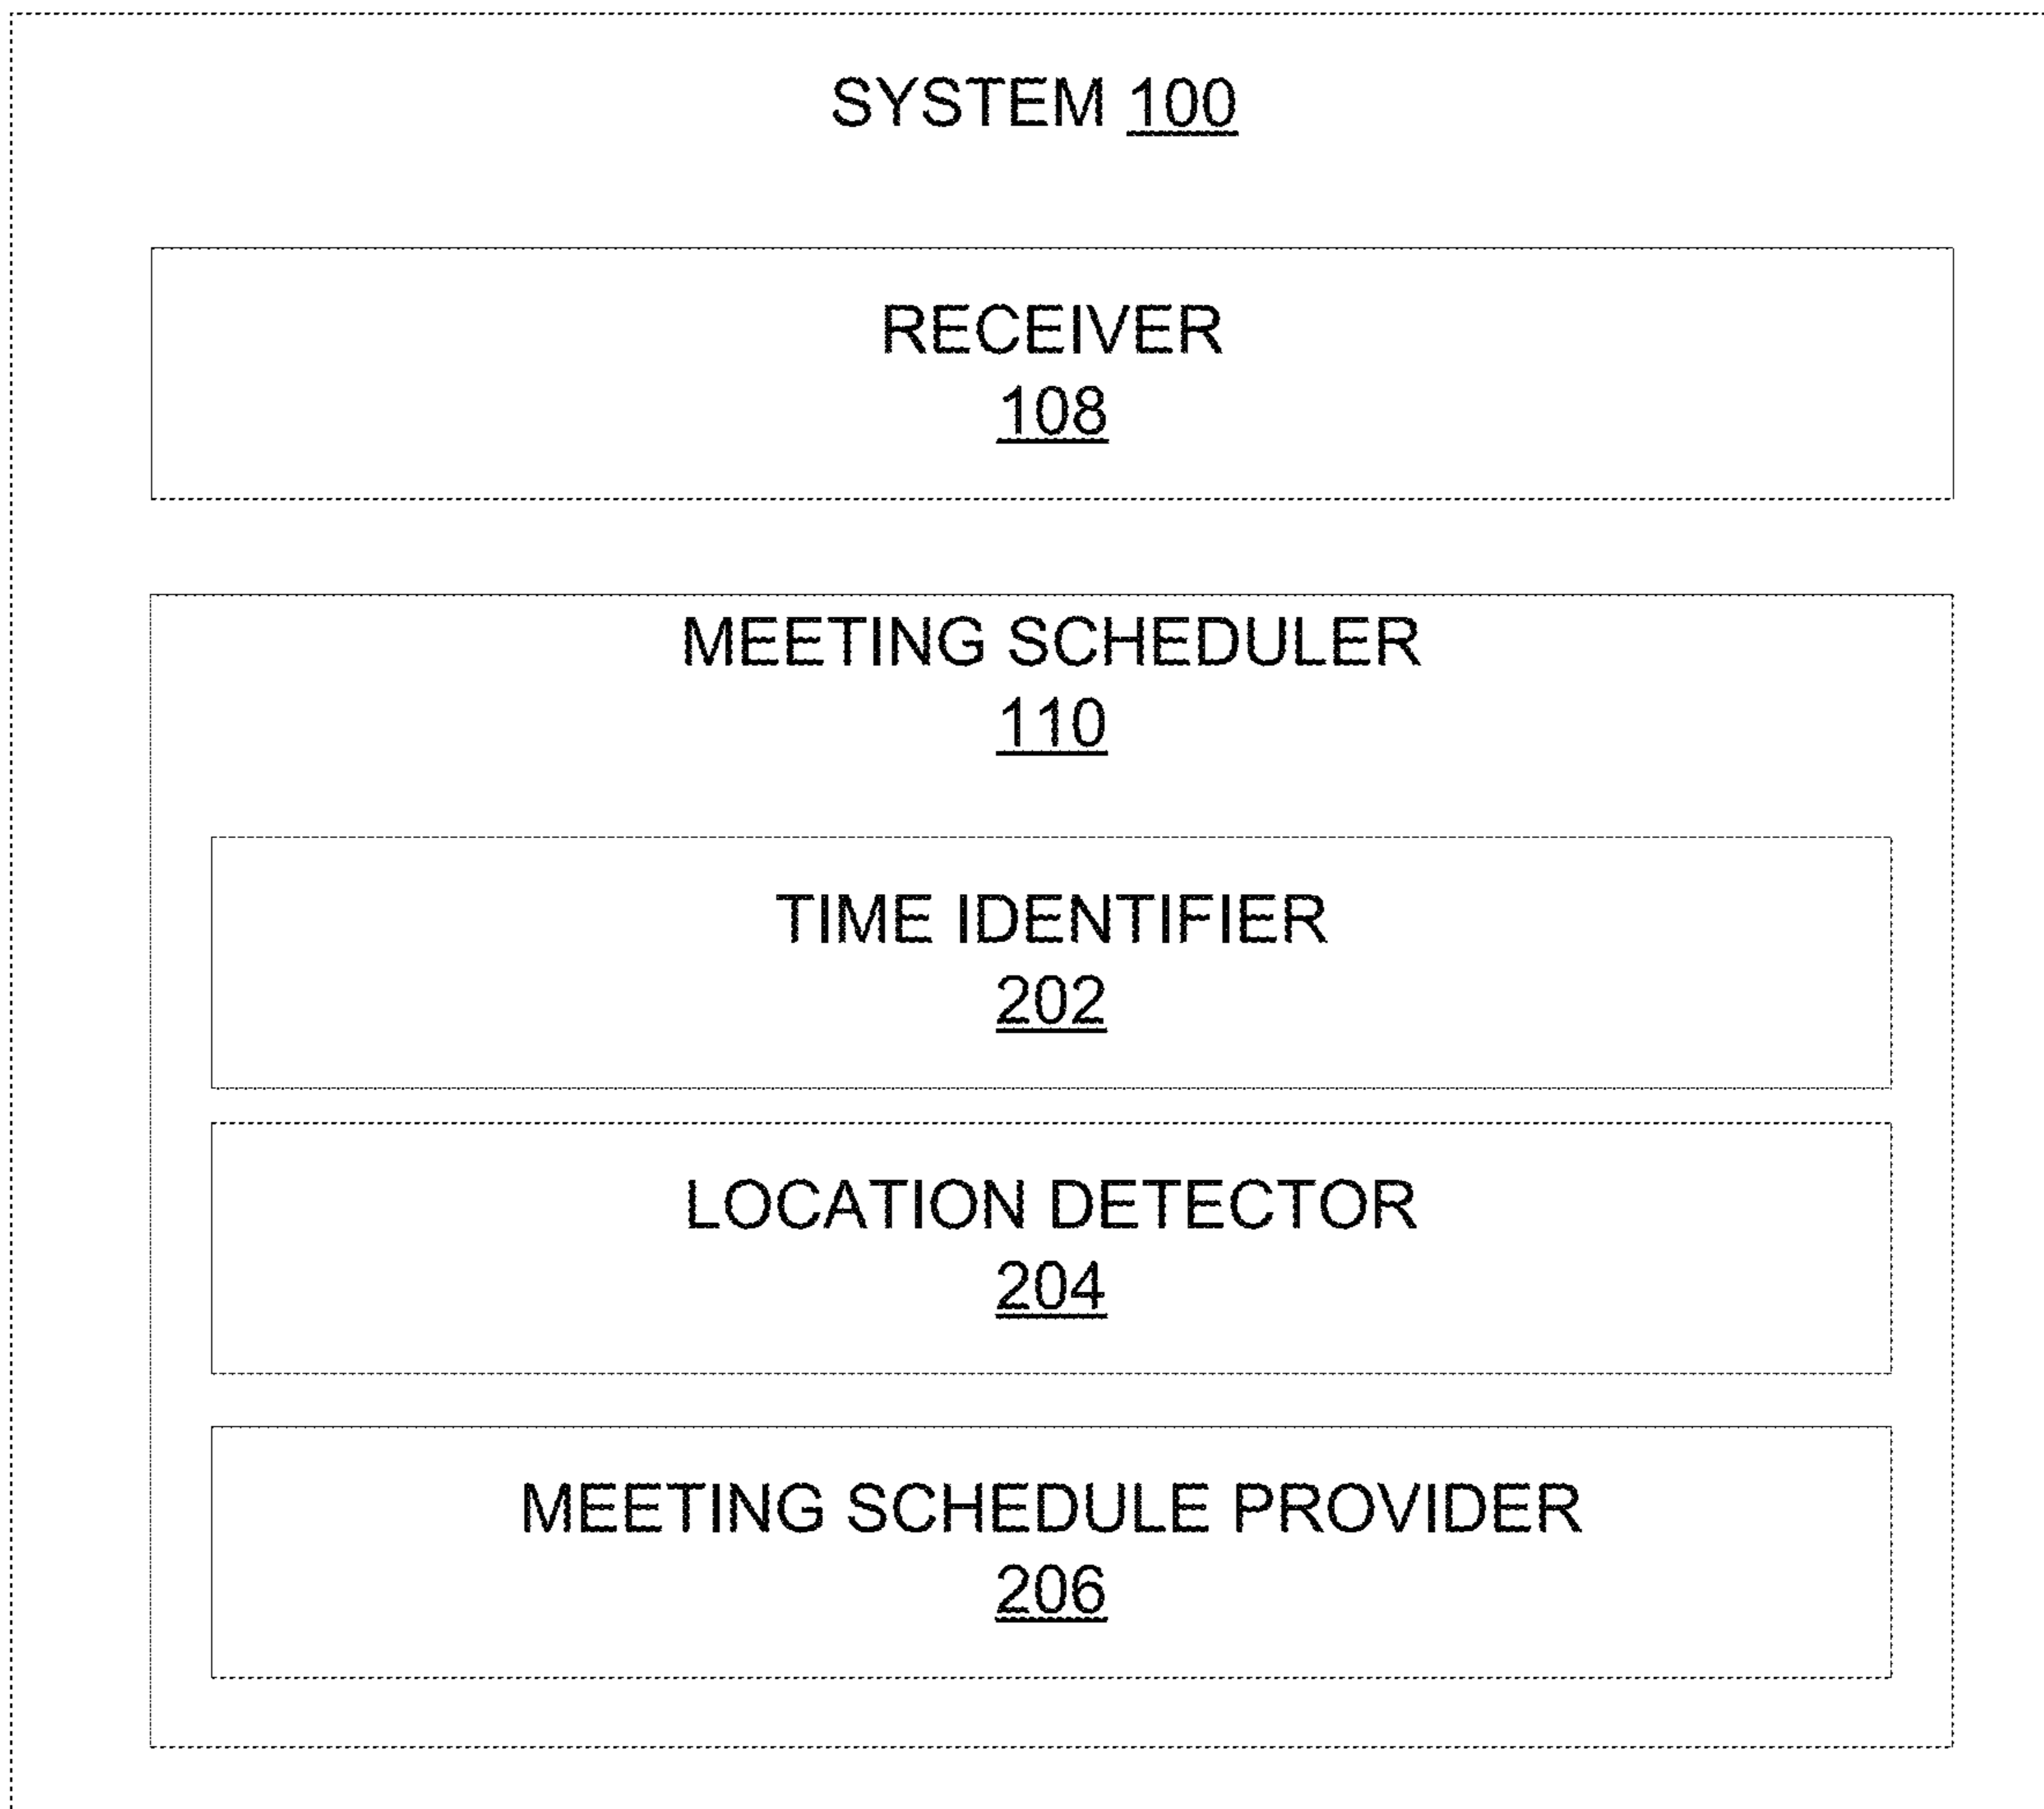 SYSTEM 100
RECEIVER
108
MEETING SCHEDULER
110
TIME IDENTIFIER
202
LOCATION DETECTOR
204
MEETING SCHEDULE PROVIDER
206